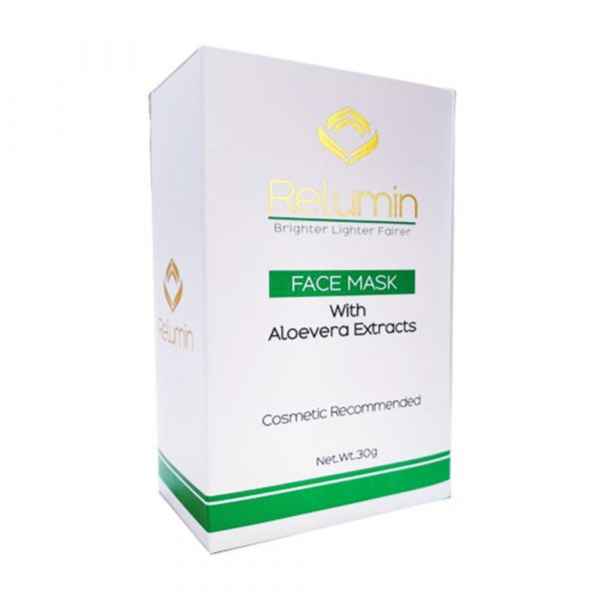 Relumin
Brighter Lighter Fairer
FACE MASK
With
Aloevera Extracts
Cosmetic Recommended
Net.Wt.30g
Relumin